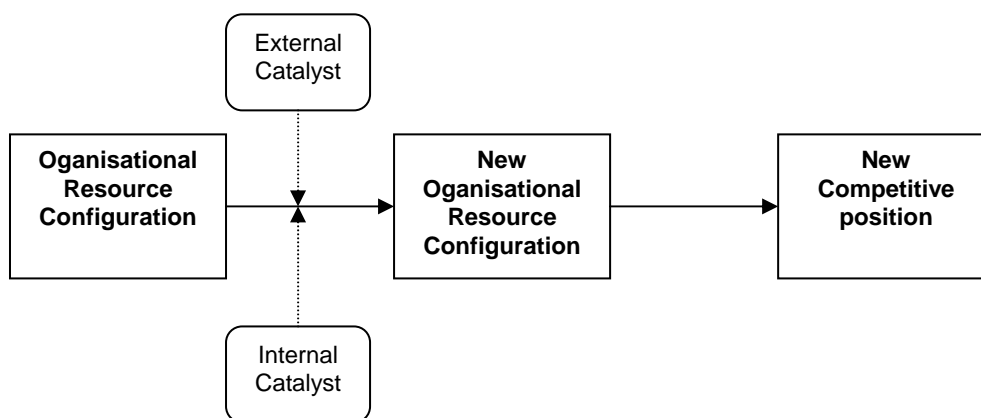 External
Catalyst
Oganisational
Resource
Configuration
New
Oganisational
Resource
Configuration
New
Competitive
position
Internal
Catalyst